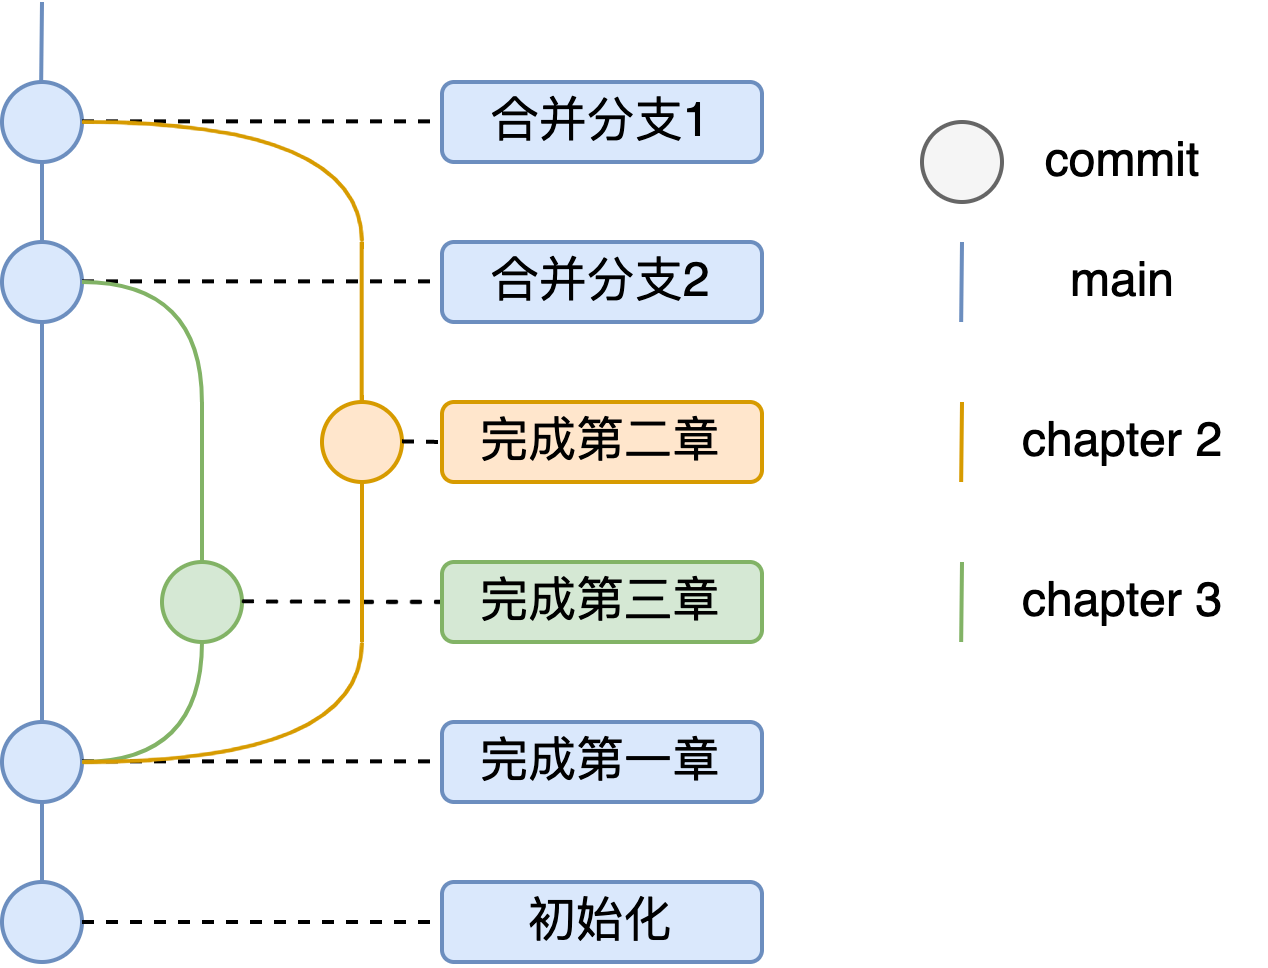 合并分支1
合并分支2
完成第二章
完成第三章
完成第一章
初始化
commit
main
chapter 2
chapter 3